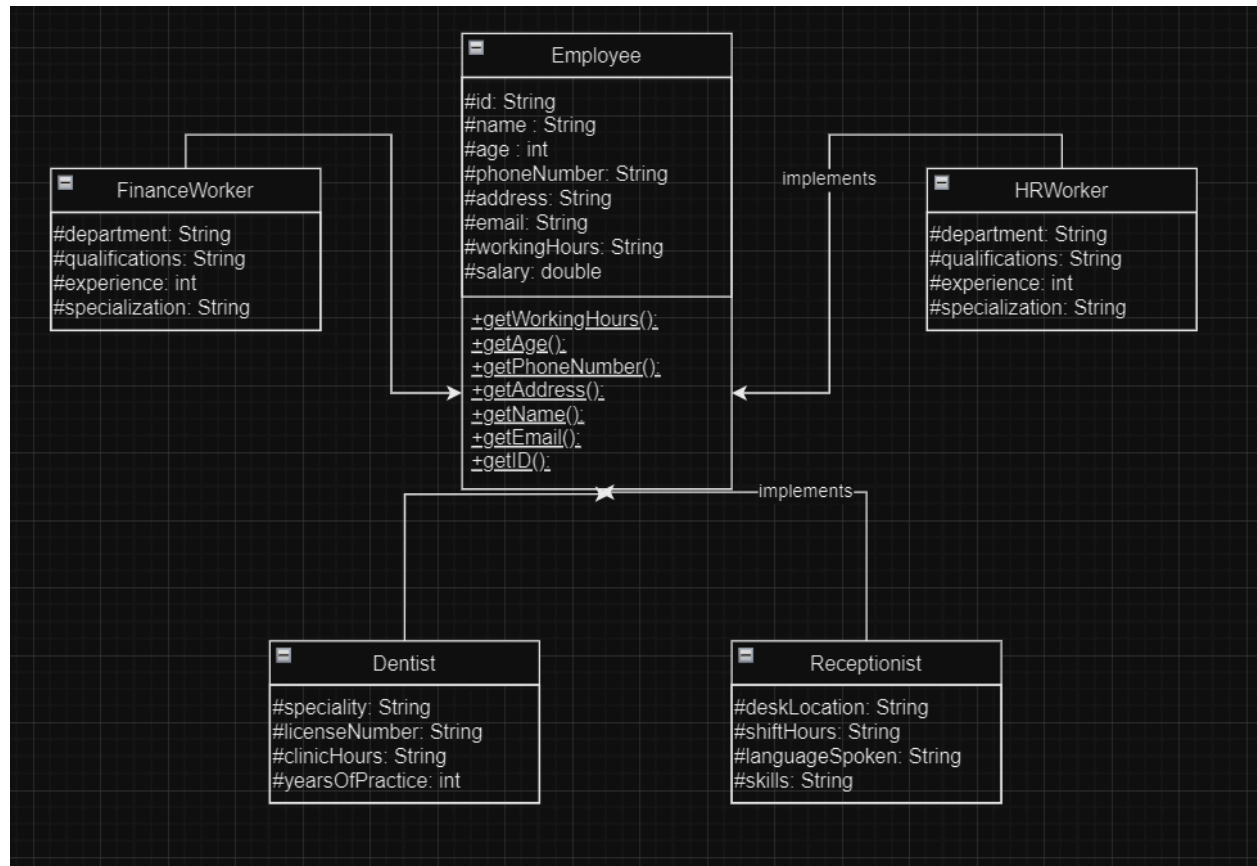 Employee
#id: String
#name : String
#age : int
#phoneNumber: String
#address: String
#email: String
#workingHours: String
#salary: double
+getWorkingHours():
+getAge():
+getPhoneNumber():
+getAddress():
+getName():
+getEmail():
+getID():
FinanceWorker
#department: String
#qualifications: String
#experience: int
#specialization: String
implements
HRWorker
#department: String
#qualifications: String
#experience: int
#specialization: String
implements
Dentist
#speciality: String
#licenseNumber: String
#clinicHours: String
#yearsOfPractice: int
Receptionist
#deskLocation: String
#shiftHours: String
#languageSpoken: String
#skills: String